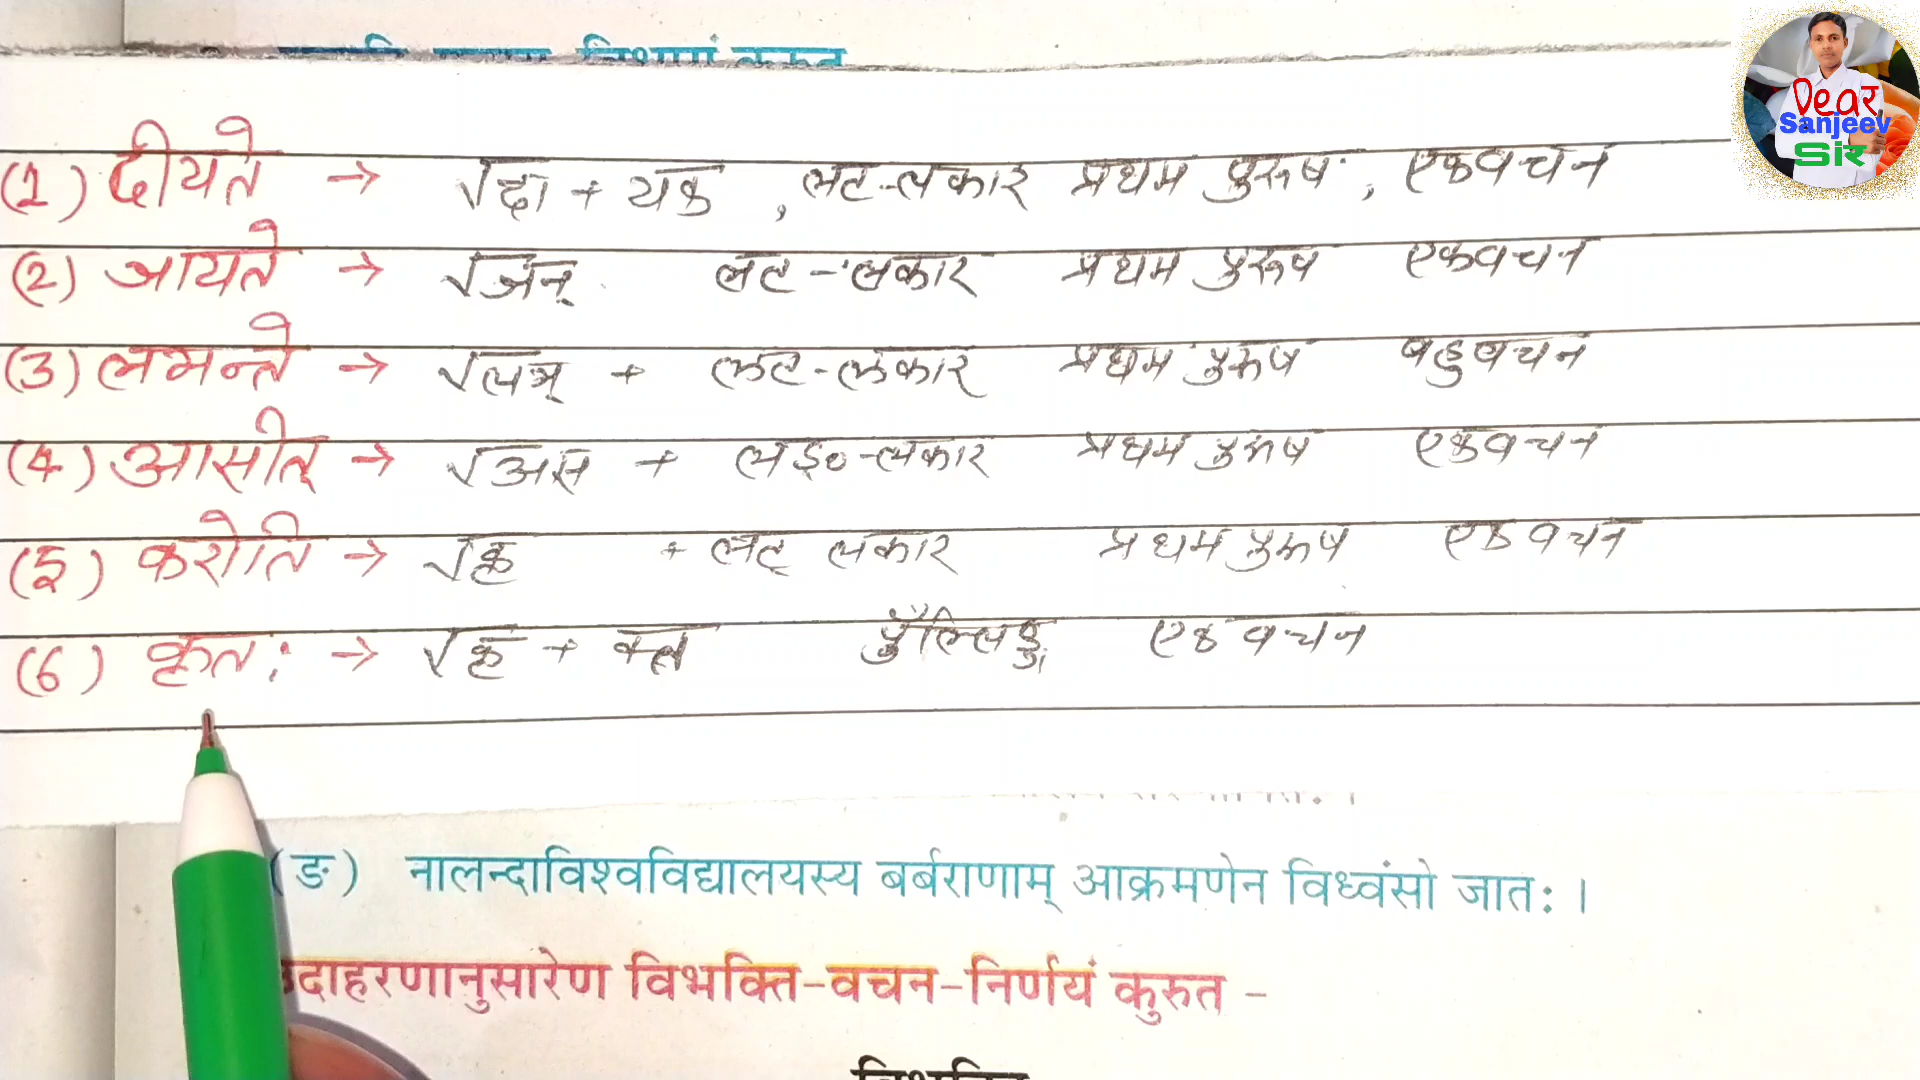 Dear
Sanjeev
Sir
(1) दीयते → √दा + यक , लट-लकार प्रथम पुरुष , एकवचन
(2) जायते → √जन् लट-लकार प्रथम पुरुष एकवचन
(3) लभन्ते → √लभ् + लट-लकार प्रथम पुरुष बहुवचन
(4) आसीत् → √अस + लङ०-लकार प्रथम पुरुष एकवचन
(5) करोति → √कृ + लट् लकार प्रथम पुरुष एकवचन
(6) कृत: → √कृ + क्त पुँल्लिङ्ग एकवचन
(ङ) नालन्दाविश्वविद्यालयस्य बर्बराणाम् आक्रमणेन विध्वंसो जात: ।
उदाहरणानुसारेण विभक्ति-वचन-निर्णयं कुरुत -